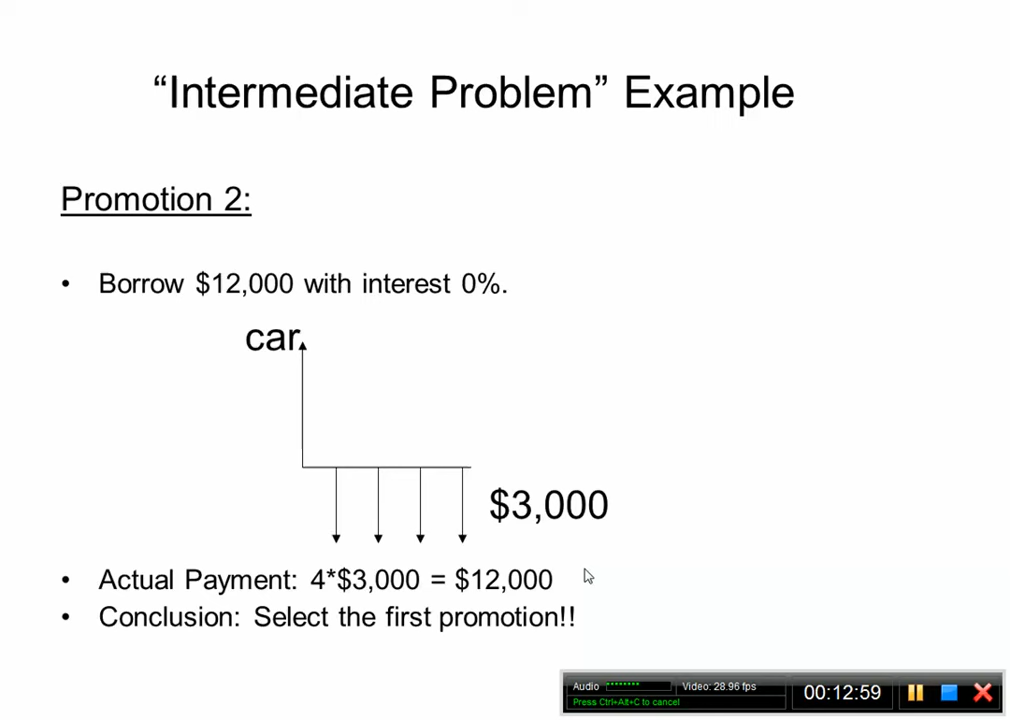 “Intermediate Problem” Example
Promotion 2:
• Borrow $12,000 with interest 0%.
car
$3,000
• Actual Payment: 4*$3,000 = $12,000
• Conclusion: Select the first promotion!!
Audio
Video: 28.96 fps
Press Ctrl+Alt+C to cancel
00:12:59